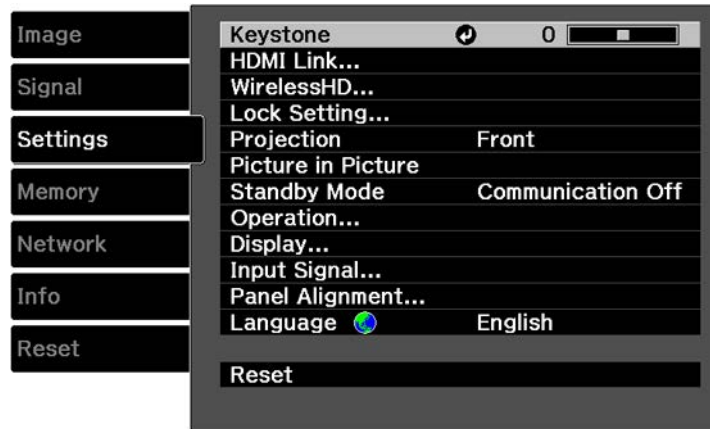 Image
Signal
Settings
Memory
Network
Info
Reset
Keystone 0
HDMI Link...
WirelessHD...
Lock Setting...
Projection Front
Picture in Picture
Standby Mode Communication Off
Operation...
Display...
Input Signal...
Panel Alignment...
Language English
Reset